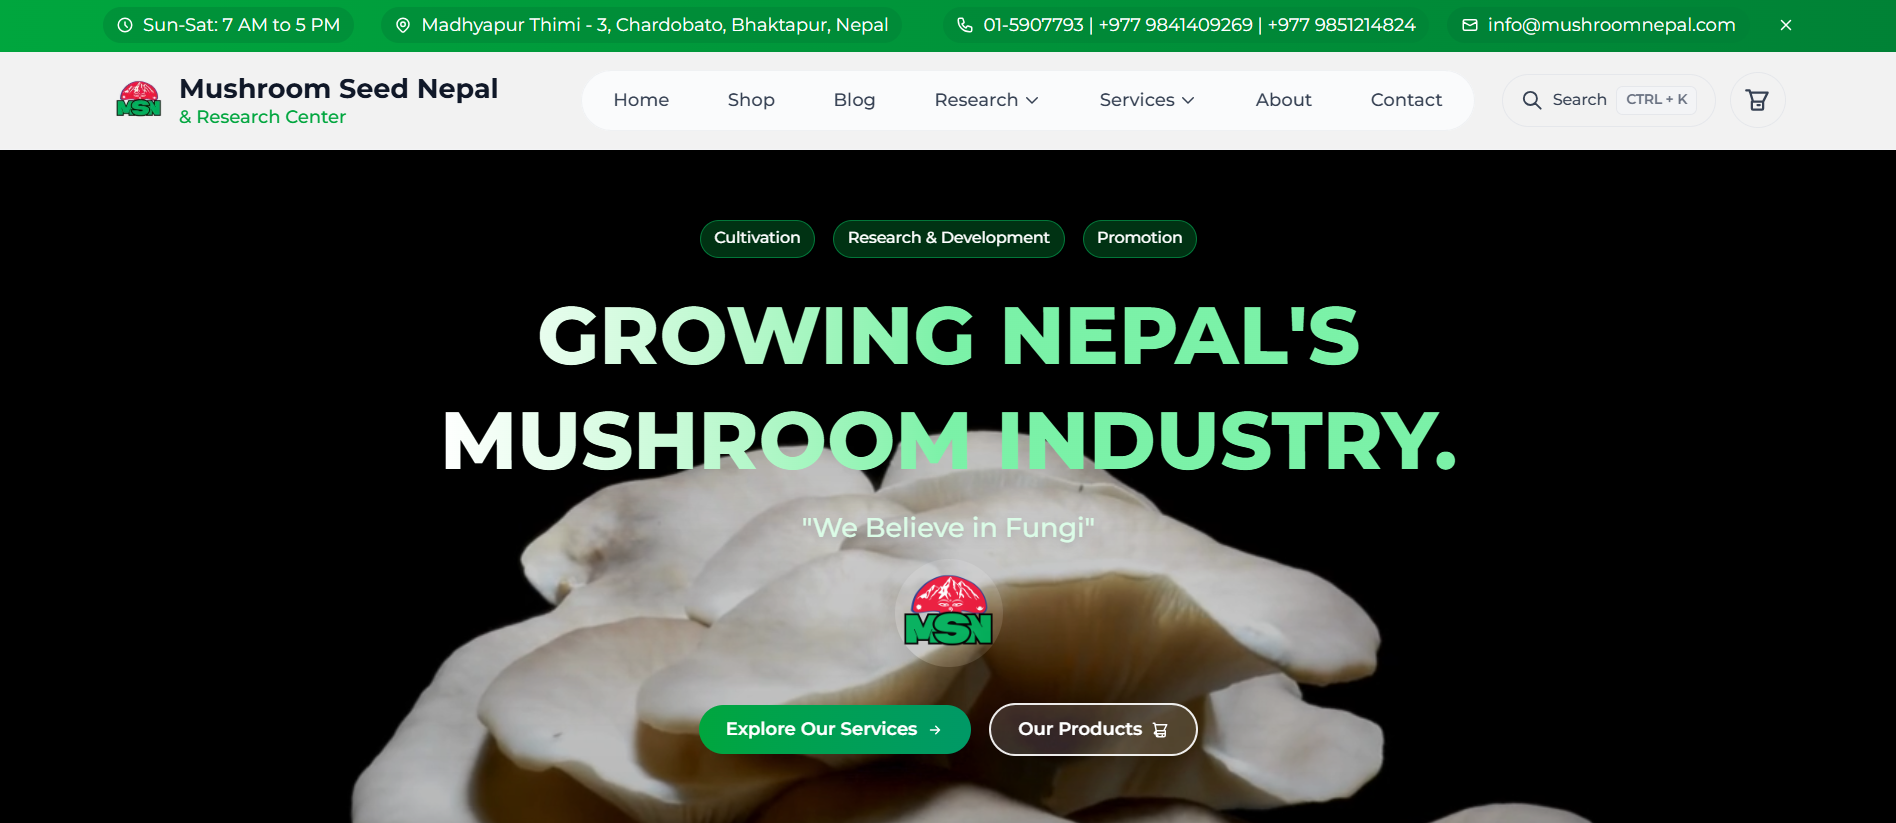 Sun-Sat: 7 AM to 5 PM
Madhyapur Thimi - 3, Chardobato, Bhaktapur, Nepal
01-5907793 | +977 9841409269 | +977 9851214824
info@mushroomnepal.com
MSN
Mushroom Seed Nepal
& Research Center
Home
Shop
Blog
Research
Services
About
Contact
Search
CTRL + K
Cultivation
Research & Development
Promotion
GROWING NEPAL'S
MUSHROOM INDUSTRY.
"We Believe in Fungi"
MSN
Explore Our Services
Our Products